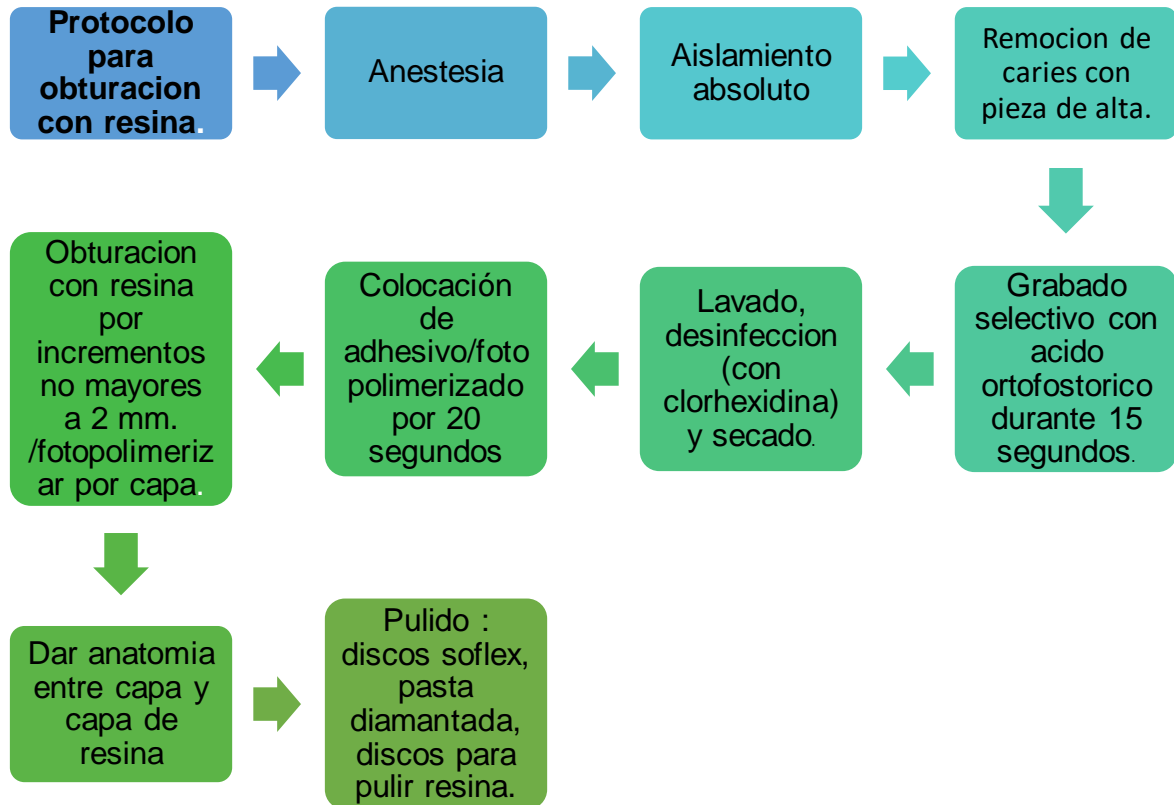 Protocolo
para
obturacion
con resina.
Anestesia
Aislamiento
absoluto
Remocion de
caries con
pieza de alta.
Grabado
selectivo con
acido
ortofostorico
durante 15
segundos.
Lavado,
desinfeccion
(con
clorhexidina)
y secado.
Colocación
de
adhesivo/foto
polimerizado
por 20
segundos
Obturacion
con resina
por
incrementos
no mayores
a 2 mm.
/fotopolimeriz
ar por capa.
Dar anatomia
entre capa y
capa de
resina
Pulido :
discos soflex,
pasta
diamantada,
discos para
pulir resina.